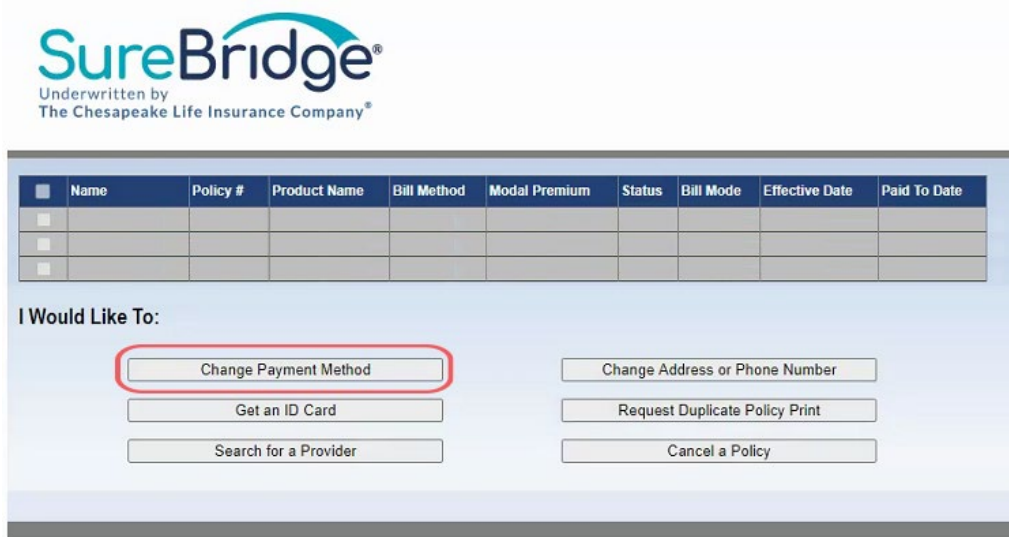 SureBridge®
Underwritten by
The Chesapeake Life Insurance Company®
Name Policy # Product Name Bill Method Modal Premium Status Bill Mode Effective Date Paid To Date
I Would Like To:
Change Payment Method Change Address or Phone Number
Get an ID Card Request Duplicate Policy Print
Search for a Provider Cancel a Policy